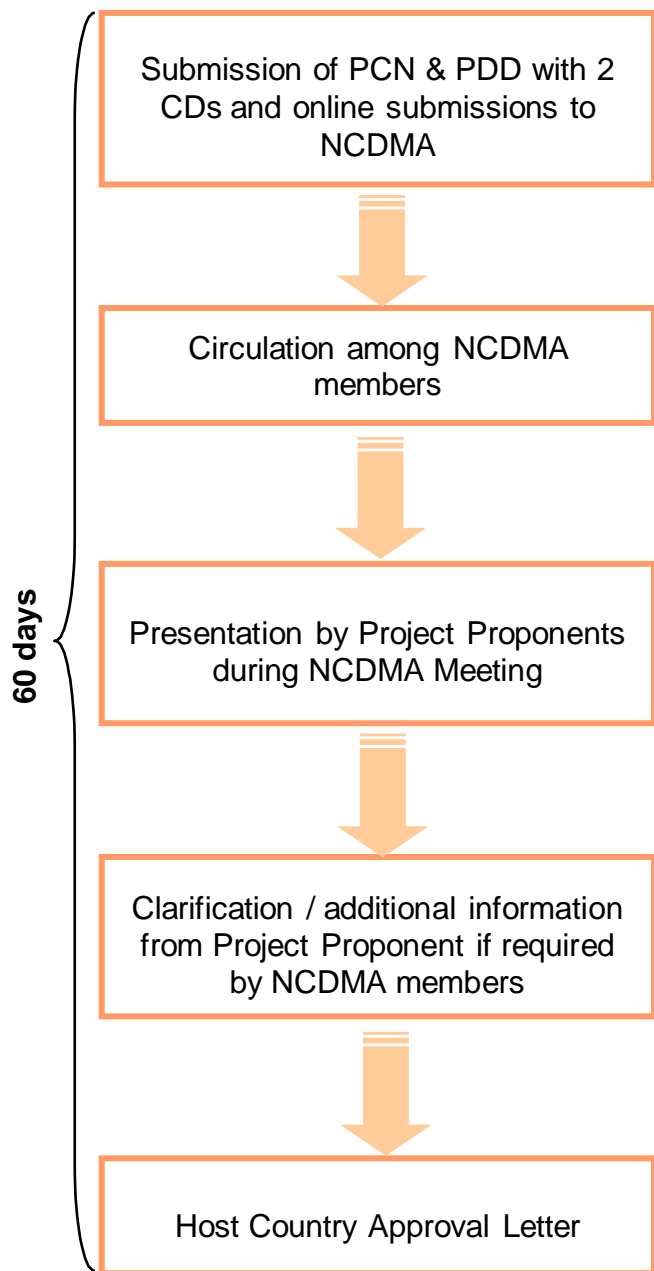 Submission of PCN & PDD with 2
CDs and online submissions to
NCDMA
Circulation among NCDMA
members
60 days
Presentation by Project Proponents
during NCDMA Meeting
Clarification / additional information
from Project Proponent if required
by NCDMA members
Host Country Approval Letter